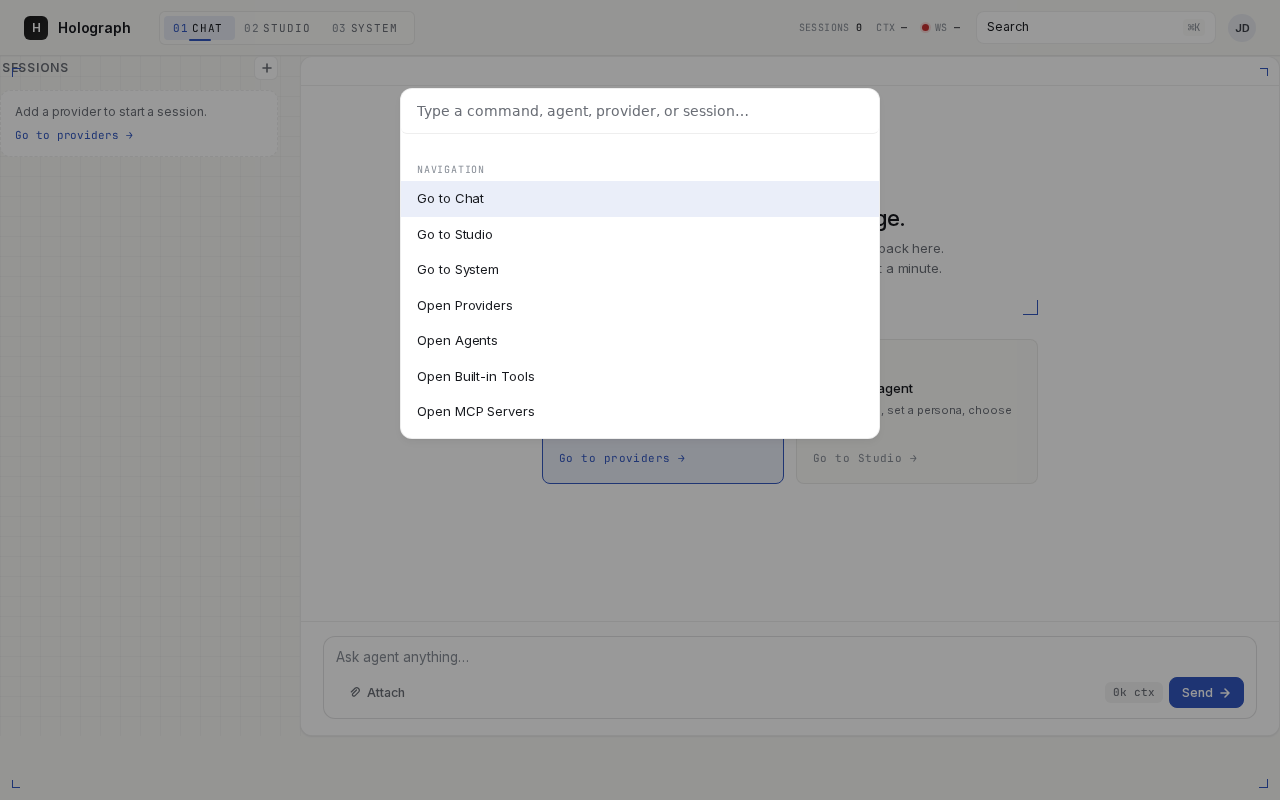 H Holograph 01 CHAT 02 STUDIO 03 SYSTEM SESSIONS 0 CTX — WS — Search ⌘K JD
SESSIONS +
Add a provider to start a session.
Go to providers →
Type a command, agent, provider, or session...
NAVIGATION
Go to Chat
Go to Studio
Go to System
Open Providers
Open Agents
Open Built-in Tools
Open MCP Servers
back here.
a minute.
agent
, set a persona, choose
Go to providers →
Go to Studio →
Ask agent anything...
Attach
0k ctx
Send →